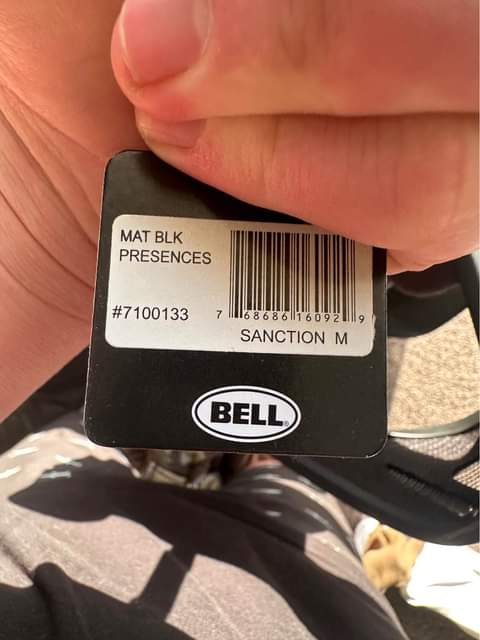 MAT BLK
PRESENCES
#7100133
7 68686 16092 9
SANCTION M
BELL